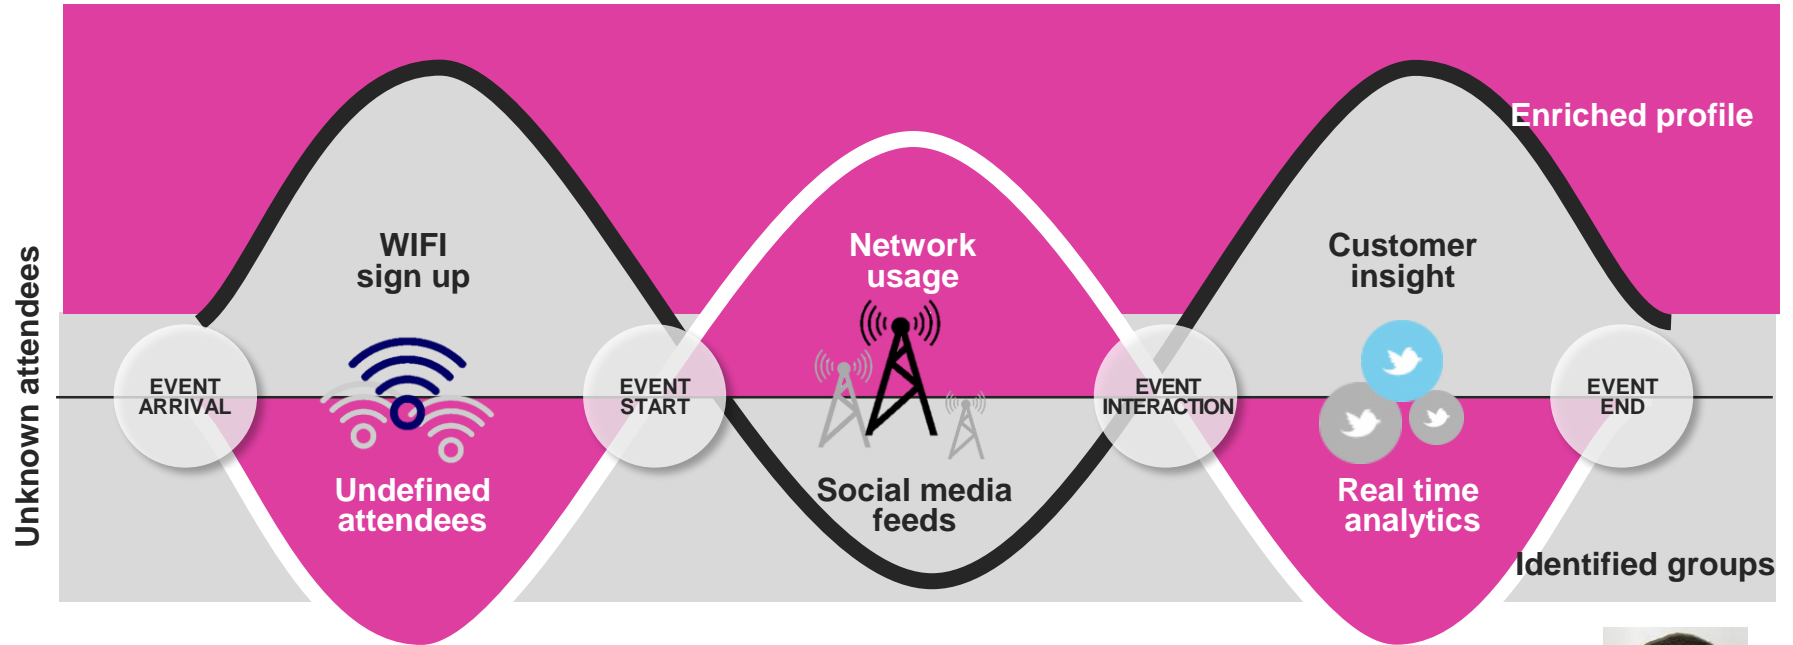 Unknown attendees
Enriched profile
WIFI
sign up
Network
usage
Customer
insight
EVENT
ARRIVAL
EVENT
START
EVENT
INTERACTION
EVENT
END
Undefined
attendees
Social media
feeds
Real time
analytics
Identified groups